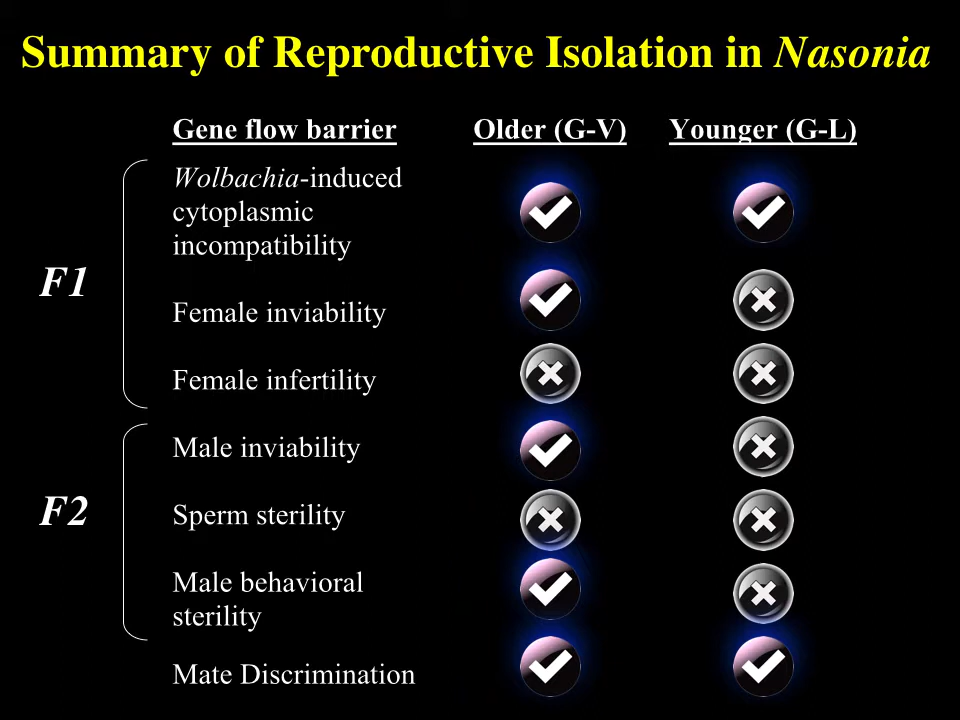 Summary of Reproductive Isolation in Nasonia
Gene flow barrier Older (G-V) Younger (G-L)
Wolbachia-induced
cytoplasmic
incompatibility
F1
Female inviability
Female infertility
Male inviability
F2
Sperm sterility
Male behavioral
sterility
Mate Discrimination